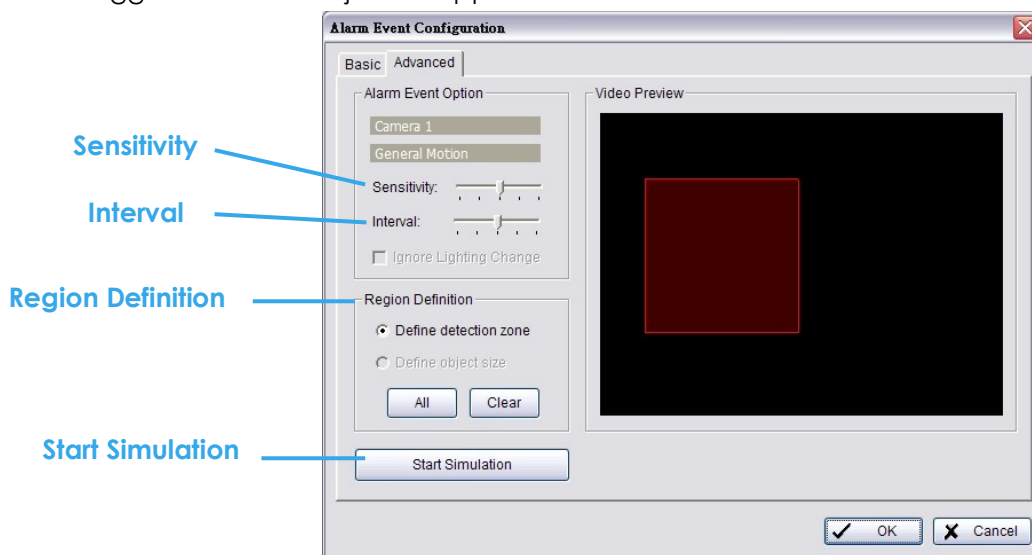 Alarm Event Configuration
Basic
Advanced
Alarm Event Option
Camera 1
General Motion
Sensitivity:
Interval:
Ignore Lighting Change
Region Definition
Define detection zone
Define object size
All
Clear
Start Simulation
Video Preview
OK
Cancel
Sensitivity
Interval
Region Definition
Start Simulation